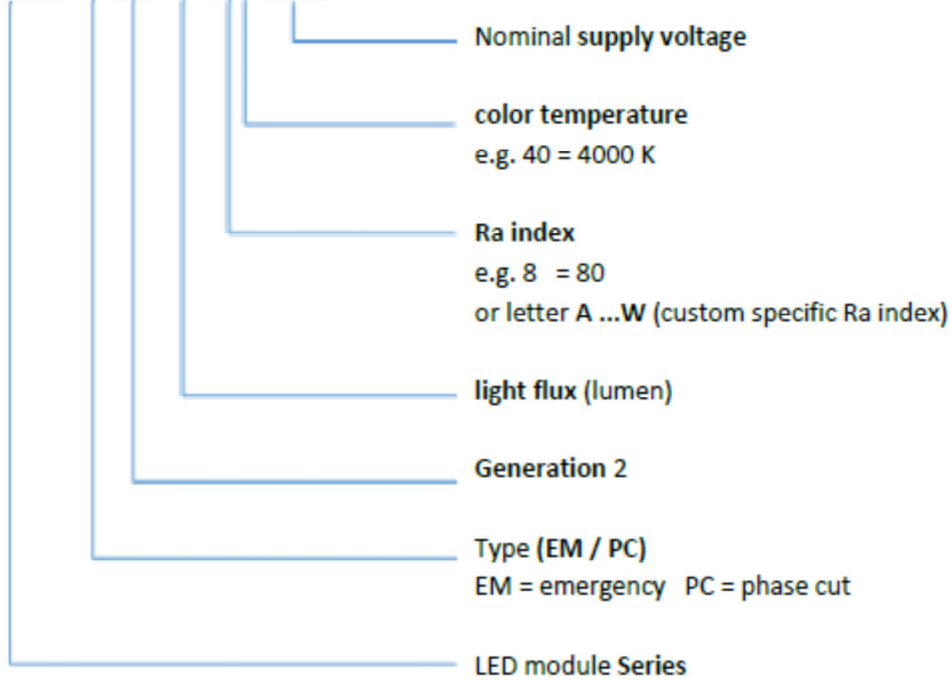 Nominal supply voltage
color temperature
e.g. 40 = 4000 K
Ra index
e.g. 8 = 80
or letter A ...W (custom specific Ra index)
light flux (lumen)
Generation 2
Type (EM / PC)
EM = emergency PC = phase cut
LED module Series